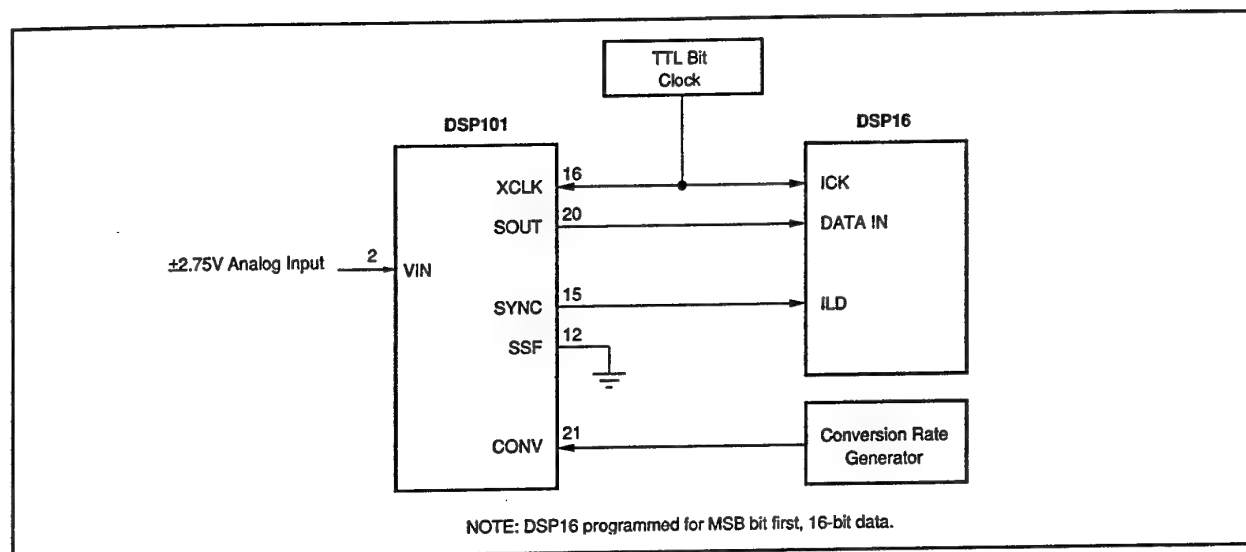 TTL Bit
Clock
DSP101
DSP16
XCLK
16
ICK
SOUT
20
DATA IN
±2.75V Analog Input
2
VIN
SYNC
15
ILD
SSF
12
CONV
21
Conversion Rate
Generator
NOTE: DSP16 programmed for MSB bit first, 16-bit data.